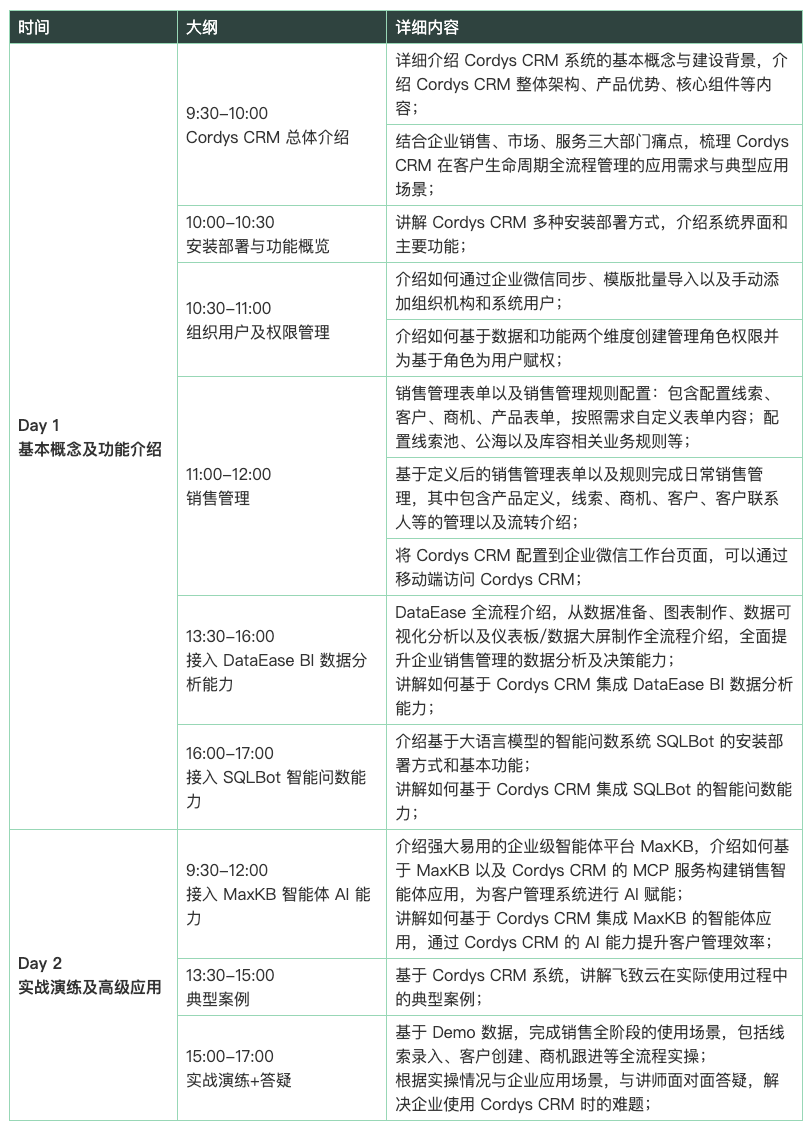 时间
大纲
详细内容
Day 1
基本概念及功能介绍
9:30–10:00
Cordys CRM 总体介绍
详细介绍 Cordys CRM 系统的基本概念与建设背景，介
绍 Cordys CRM 整体架构、产品优势、核心组件等内
容；
结合企业销售、市场、服务三大部门痛点，梳理 Cordys
CRM 在客户生命周期全流程管理的应用需求与典型应用
场景；
10:00–10:30
安装部署与功能概览
讲解 Cordys CRM 多种安装部署方式，介绍系统界面和
主要功能；
10:30–11:00
组织用户及权限管理
介绍如何通过企业微信同步、模版批量导入以及手动添
加组织机构和系统用户；
介绍如何基于数据和功能两个维度创建管理角色权限并
为基于角色为用户赋权；
11:00–12:00
销售管理
销售管理表单以及销售管理规则配置：包含配置线索、
客户、商机、产品表单，按照需求自定义表单内容；配
置线索池、公海以及库容相关业务规则等；
基于定义后的销售管理表单以及规则完成日常销售管
理，其中包含产品定义，线索、商机、客户、客户联系
人等的管理以及流转介绍；
将 Cordys CRM 配置到企业微信工作台页面，可以通过
移动端访问 Cordys CRM；
13:30–16:00
接入 DataEase BI 数据分
析能力
DataEase 全流程介绍，从数据准备、图表制作、数据可
视化分析以及仪表板/数据大屏制作全流程介绍，全面提
升企业销售管理的数据分析及决策能力；
讲解如何基于 Cordys CRM 集成 DataEase BI 数据分析
能力；
16:00–17:00
接入 SQLBot 智能问数能
力
介绍基于大语言模型的智能问数系统 SQLBot 的安装部
署方式和基本功能；
讲解如何基于 Cordys CRM 集成 SQLBot 的智能问数能
力；
Day 2
实战演练及高级应用
9:30–12:00
接入 MaxKB 智能体 AI 能
力
介绍强大易用的企业级智能体平台 MaxKB，介绍如何基
于 MaxKB 以及 Cordys CRM 的 MCP 服务构建销售智
能体应用，为客户管理系统进行 AI 赋能；
讲解如何基于 Cordys CRM 集成 MaxKB 的智能体应
用，通过 Cordys CRM 的 AI 能力提升客户管理效率；
13:30–15:00
典型案例
基于 Cordys CRM 系统，讲解飞致云在实际使用过程中
的典型案例；
15:00–17:00
实战演练+答疑
基于 Demo 数据，完成销售全阶段的使用场景，包括线
索录入、客户创建、商机跟进等全流程实操；
根据实操情况与企业应用场景，与讲师面对面答疑，解
决企业使用 Cordys CRM 时的难题；